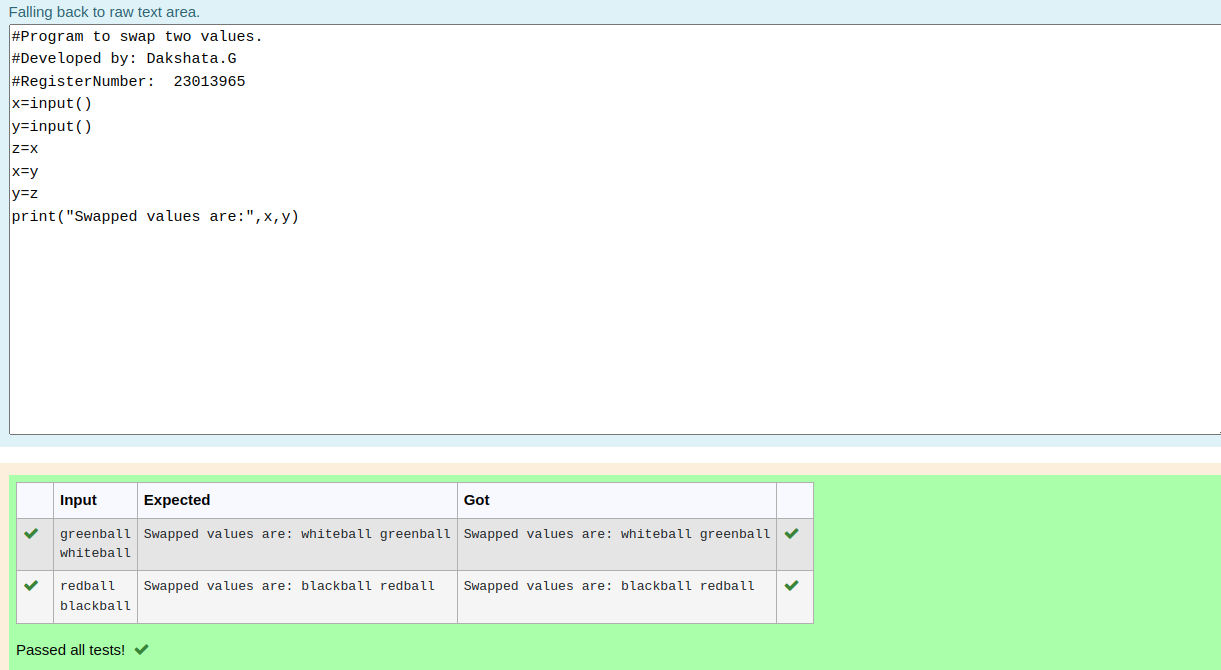 Falling back to raw text area.
#Program to swap two values.
#Developed by: Dakshata.G
#RegisterNumber:  23013965
x=input()
y=input()
z=x
x=y
y=z
print("Swapped values are:",x,y)
Input Expected Got
greenball Swapped values are: whiteball greenball Swapped values are: whiteball greenball
whiteball
redball Swapped values are: blackball redball Swapped values are: blackball redball
blackball
Passed all tests!